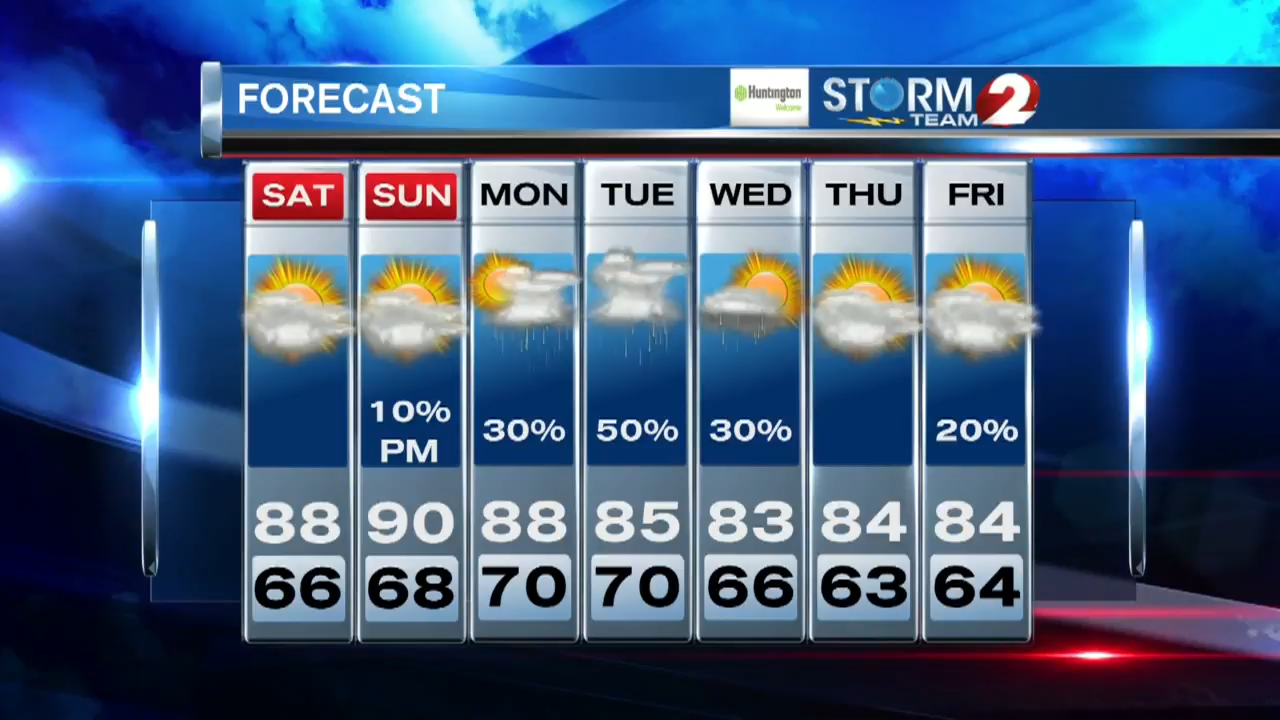 FORECAST
Huntington
Welcome
STORM
TEAM
2
SAT SUN MON TUE WED THU FRI
10%
PM
30% 50% 30% 20%
88 90 88 85 83 84 84
66 68 70 70 66 63 64